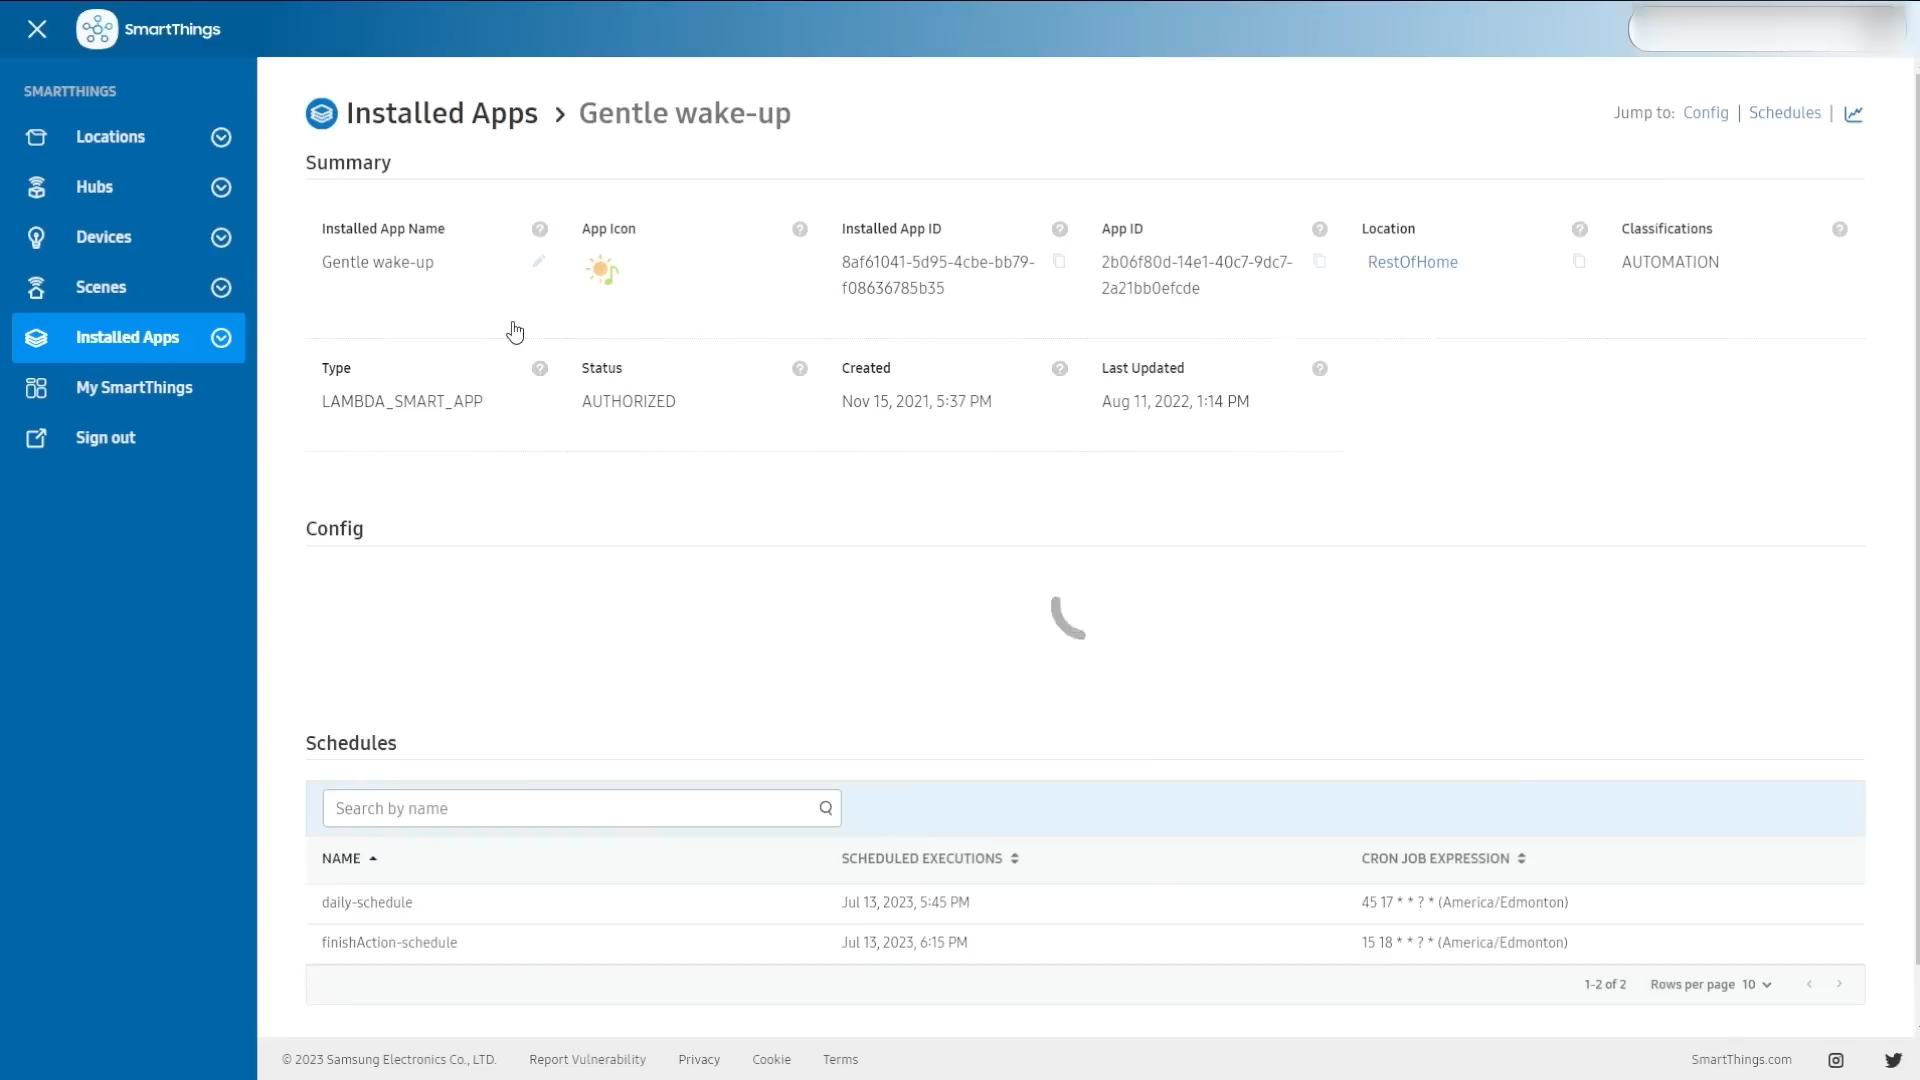 SmartThings
SMARTTHINGS
Locations
Hubs
Devices
Scenes
Installed Apps
My SmartThings
Sign out
Installed Apps > Gentle wake-up
Jump to: Config | Schedules |
Summary
Installed App Name ?
App Icon ?
Installed App ID ?
App ID ?
Location ?
Classifications ?
Gentle wake-up
8af61041-5d95-4cbe-bb79-
f08636785b35
2b06f80d-14e1-40c7-9dc7-
2a21bb0efcde
RestOfHome
AUTOMATION
Type ?
Status ?
Created ?
Last Updated ?
LAMBDA_SMART_APP
AUTHORIZED
Nov 15, 2021, 5:37 PM
Aug 11, 2022, 1:14 PM
Config
Schedules
Search by name
NAME SCHEDULED EXECUTIONS CRON JOB EXPRESSION
daily-schedule Jul 13, 2023, 5:45 PM 45 17 * * ? * (America/Edmonton)
finishAction-schedule Jul 13, 2023, 6:15 PM 15 18 * * ? * (America/Edmonton)
1-2 of 2 Rows per page 10 < >
© 2023 Samsung Electronics Co., LTD. Report Vulnerability Privacy Cookie Terms SmartThings.com